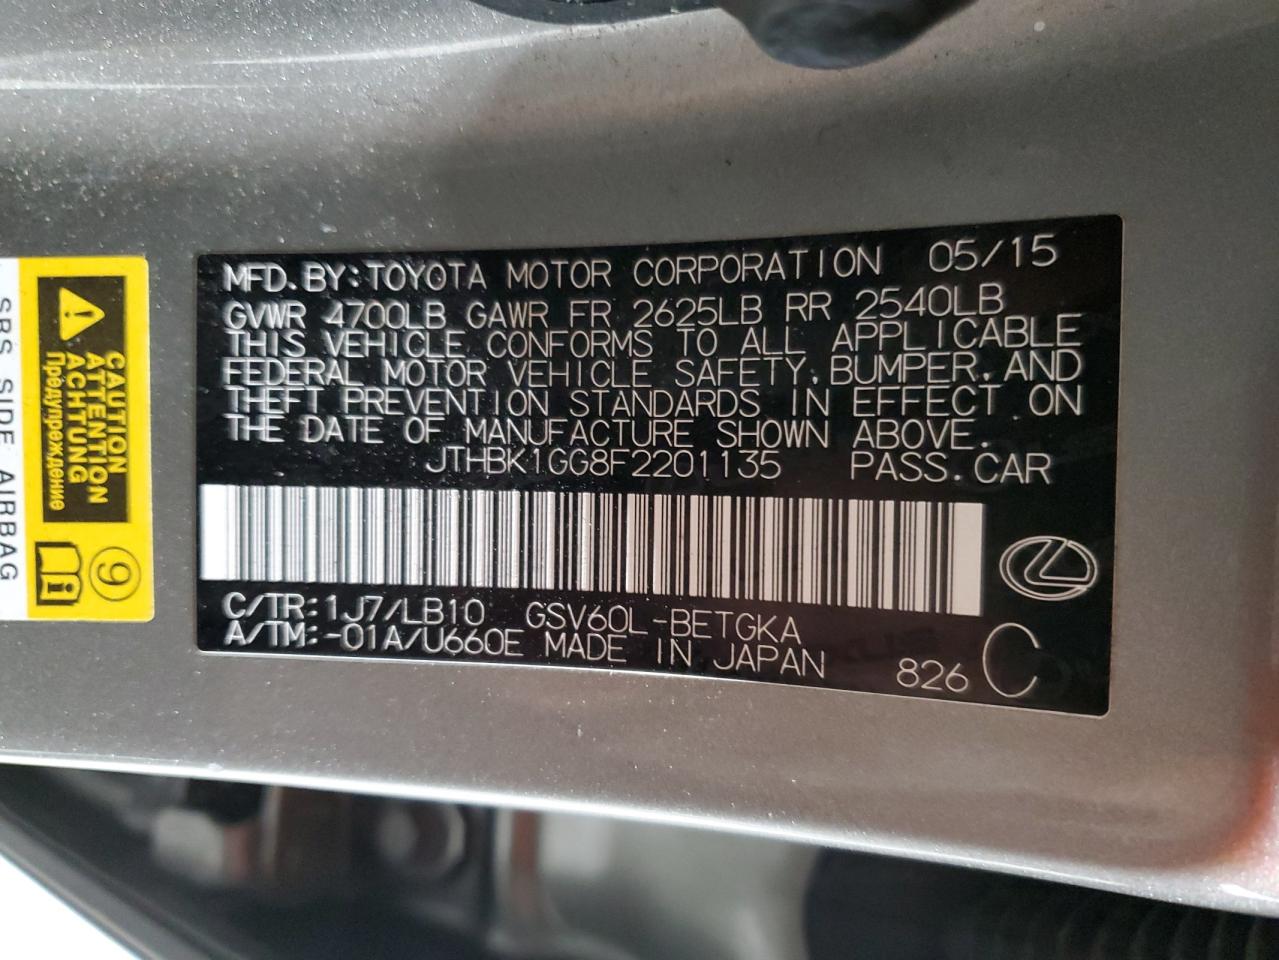 MFD. BY: TOYOTA MOTOR CORPORATION 05/15
GVWR 4700LB GAWR FR 2625LB RR 2540LB
THIS VEHICLE CONFORMS TO ALL APPLICABLE
FEDERAL MOTOR VEHICLE SAFETY, BUMPER, AND
THEFT PREVENTION STANDARDS IN EFFECT ON
THE DATE OF MANUFACTURE SHOWN ABOVE.
JTHBK1GG8F2201135 PASS. CAR
C/TR: 1J7/LB10 GSV60L-BETGKA
A/TM: -01A/U660E MADE IN JAPAN 826 C
CAUTION
ATTENTION
ACHTUNG
Предупреждение
9
SRS SIDE AIRBAG